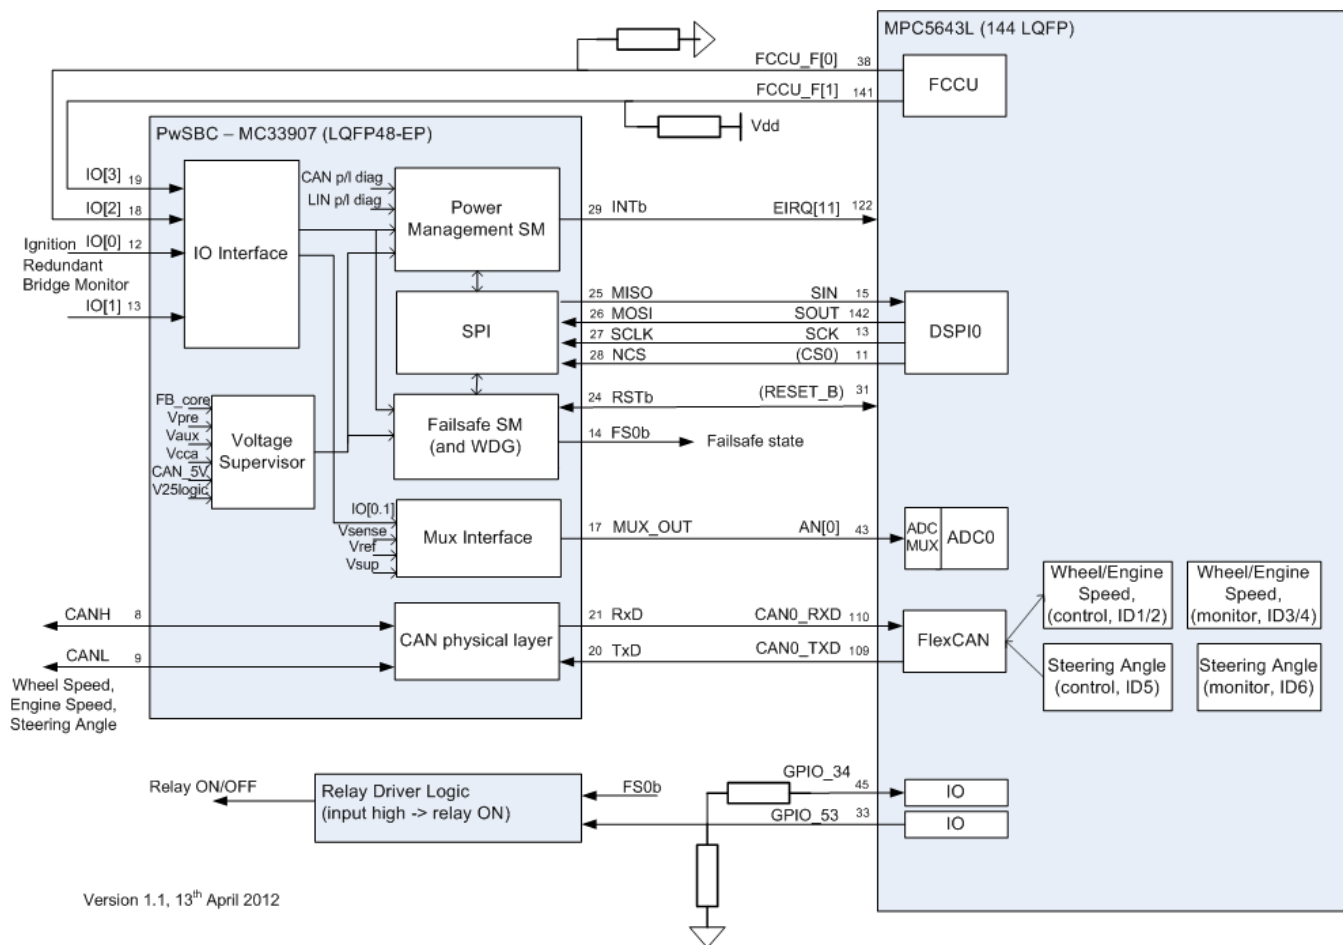 MPC5643L (144 LQFP)
FCCU_F[0] 38
FCCU
FCCU_F[1] 141
Vdd
PwSBC – MC33907 (LQFP48-EP)
IO[3] 19
IO[2] 18
Ignition IO[0] 12
Redundant
Bridge Monitor
IO[1] 13
IO Interface
CAN p/l diag
LIN p/l diag
Power
Management SM
29 INTb EIRQ[11] 122
SPI
25 MISO SIN 15
26 MOSI SOUT 142
27 SCLK SCK 13
28 NCS (CS0) 11
DSPI0
FB_core
Vpre
Vaux
Vcca
CAN_5V
V25logic
Voltage
Supervisor
Failsafe SM
(and WDG)
24 RSTb (RESET_B) 31
14 FS0b Failsafe state
IO[0.1]
Vsense
Vref
Vsup
Mux Interface
17 MUX_OUT AN[0] 43
ADC
MUX
ADC0
CANH 8
CANL 9
Wheel Speed,
Engine Speed,
Steering Angle
CAN physical layer
21 RxD CAN0_RXD 110
20 TxD CAN0_TXD 109
FlexCAN
Wheel/Engine
Speed,
(control, ID1/2)
Wheel/Engine
Speed,
(monitor, ID3/4)
Steering Angle
(control, ID5)
Steering Angle
(monitor, ID6)
Relay ON/OFF
Relay Driver Logic
(input high -> relay ON)
FS0b
GPIO_34 45
IO
GPIO_53 33
IO
Version 1.1, 13th April 2012